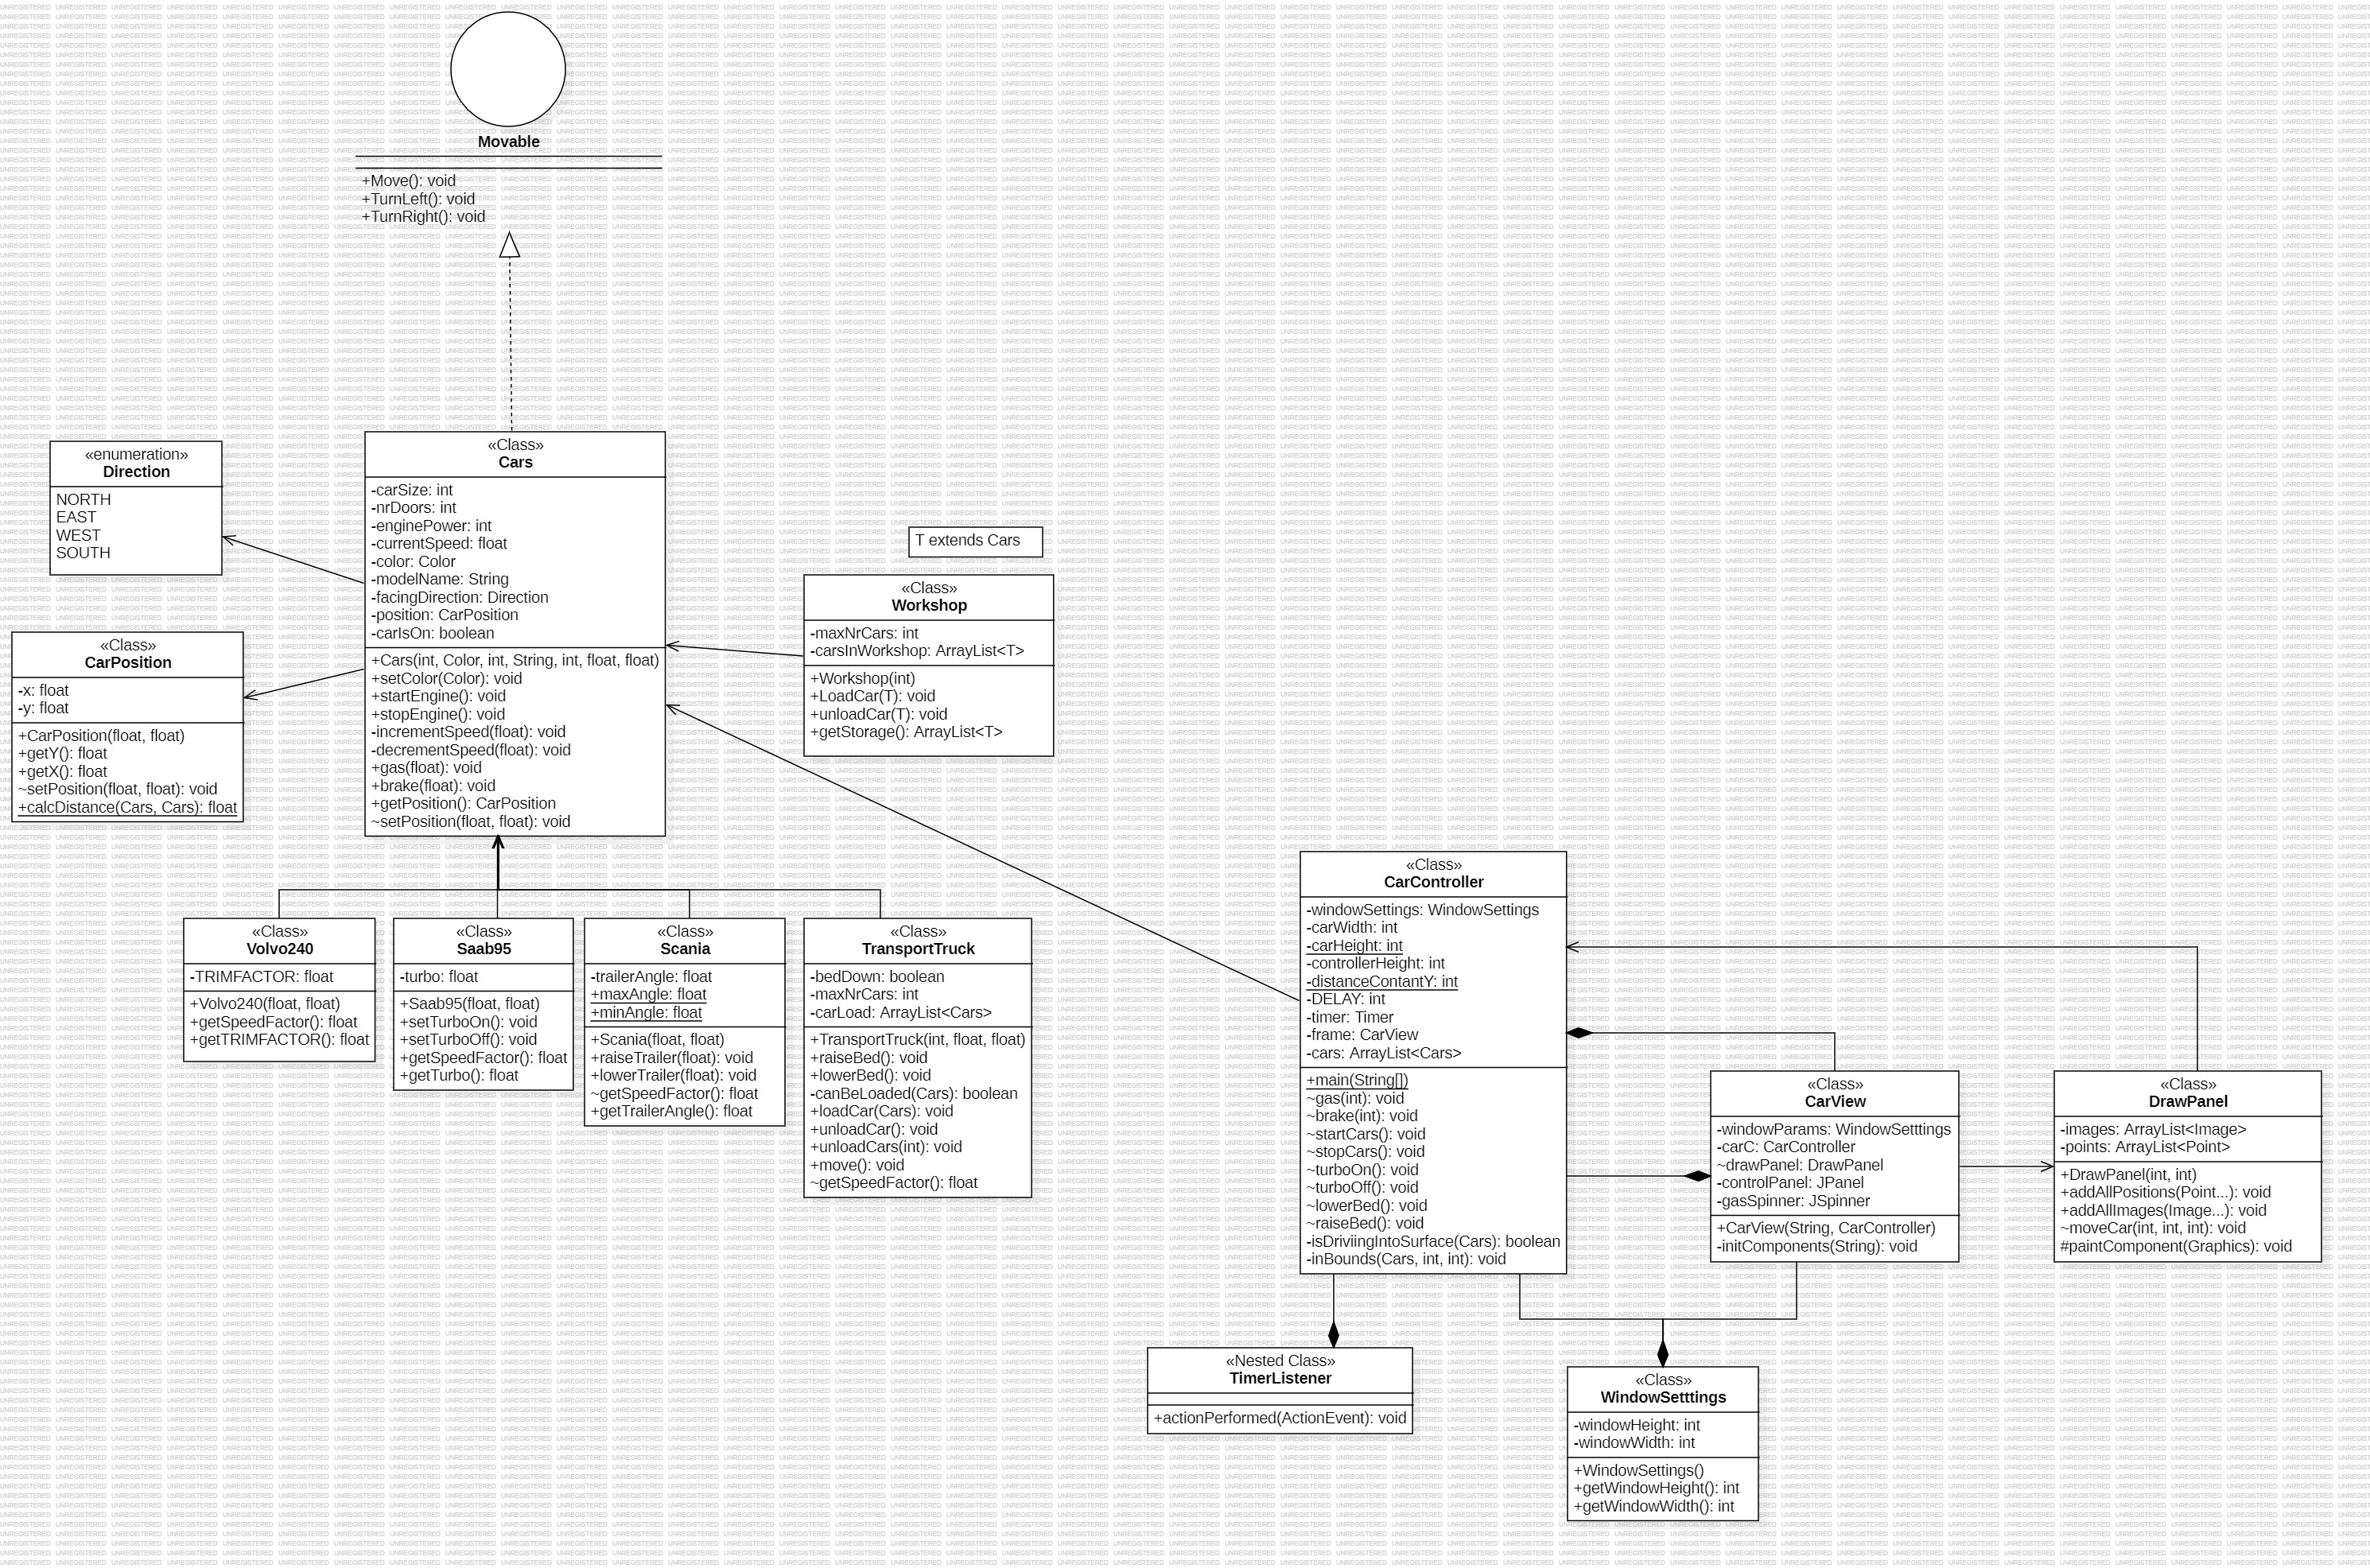 Movable
+Move(): void
+TurnLeft(): void
+TurnRight(): void
«enumeration»
Direction
NORTH
EAST
WEST
SOUTH
«Class»
Cars
-carSize: int
-nrDoors: int
-enginePower: int
-currentSpeed: float
-color: Color
-modelName: String
-facingDirection: Direction
-position: CarPosition
-carIsOn: boolean
+Cars(int, Color, int, String, int, float, float)
+setColor(Color): void
+startEngine(): void
+stopEngine(): void
-incrementSpeed(float): void
-decrementSpeed(float): void
+gas(float): void
+brake(float): void
+getPosition(): CarPosition
~setPosition(float, float): void
T extends Cars
«Class»
Workshop
-maxNrCars: int
-carsInWorkshop: ArrayList<T>
+Workshop(int)
+LoadCar(T): void
+unloadCar(T): void
+getStorage(): ArrayList<T>
«Class»
CarPosition
-x: float
-y: float
+CarPosition(float, float)
+getY(): float
+getX(): float
~setPosition(float, float): void
+calcDistance(Cars, Cars): float
«Class»
Volvo240
-TRIMFACTOR: float
+Volvo240(float, float)
+getSpeedFactor(): float
+getTRIMFACTOR(): float
«Class»
Saab95
-turbo: float
+Saab95(float, float)
+setTurboOn(): void
+setTurboOff(): void
+getSpeedFactor(): float
+getTurbo(): float
«Class»
Scania
-trailerAngle: float
+maxAngle: float
+minAngle: float
+Scania(float, float)
+raiseTrailer(float): void
+lowerTrailer(float): void
~getSpeedFactor(): float
+getTrailerAngle(): float
«Class»
TransportTruck
-bedDown: boolean
-maxNrCars: int
-carLoad: ArrayList<Cars>
+TransportTruck(int, float, float)
+raiseBed(): void
+lowerBed(): void
-canBeLoaded(Cars): boolean
+loadCar(Cars): void
+unloadCar(): void
+unloadCars(int): void
+move(): void
~getSpeedFactor(): float
«Class»
CarController
-windowSettings: WindowSettings
-carWidth: int
-carHeight: int
-controllerHeight: int
-distanceContantY: int
-DELAY: int
-timer: Timer
-frame: CarView
-cars: ArrayList<Cars>
+main(String[])
~gas(int): void
~brake(int): void
~startCars(): void
~stopCars(): void
~turboOn(): void
~turboOff(): void
~lowerBed(): void
~raiseBed(): void
-isDriviingIntoSurface(Cars): boolean
-inBounds(Cars, int, int): void
«Class»
CarView
-windowParams: WindowSetttings
-carC: CarController
~drawPanel: DrawPanel
-controlPanel: JPanel
-gasSpinner: JSpinner
+CarView(String, CarController)
-initComponents(String): void
«Class»
DrawPanel
-images: ArrayList<Image>
-points: ArrayList<Point>
+DrawPanel(int, int)
+addAllPositions(Point...): void
+addAllImages(Image...): void
~moveCar(int, int, int): void
#paintComponent(Graphics): void
«Nested Class»
TimerListener
+actionPerformed(ActionEvent): void
«Class»
WindowSetttings
-windowHeight: int
-windowWidth: int
+WindowSettings()
+getWindowHeight(): int
+getWindowWidth(): int